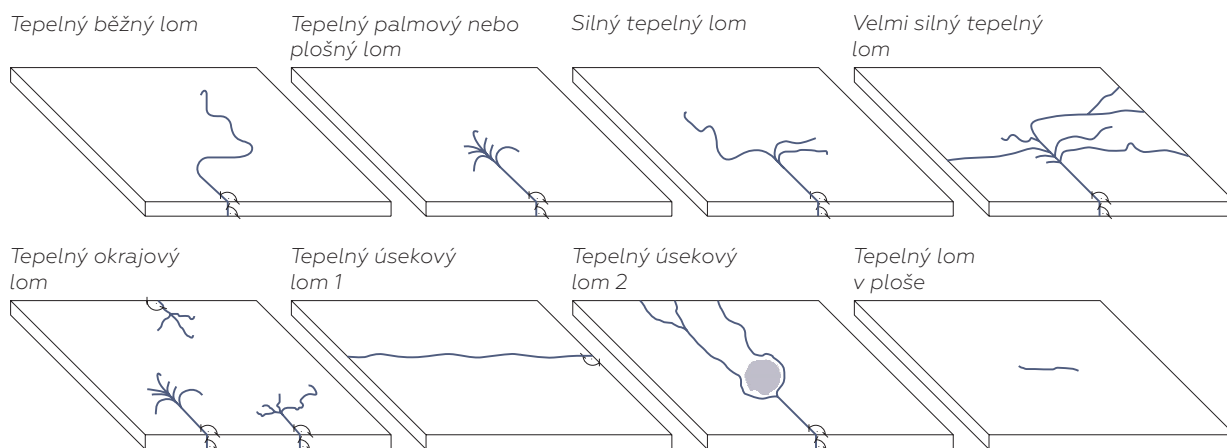 Tepelný běžný lom
Tepelný palmový nebo
plošný lom
Silný tepelný lom
Velmi silný tepelný
lom
Tepelný okrajový
lom
Tepelný úsekový
lom 1
Tepelný úsekový
lom 2
Tepelný lom
v ploše